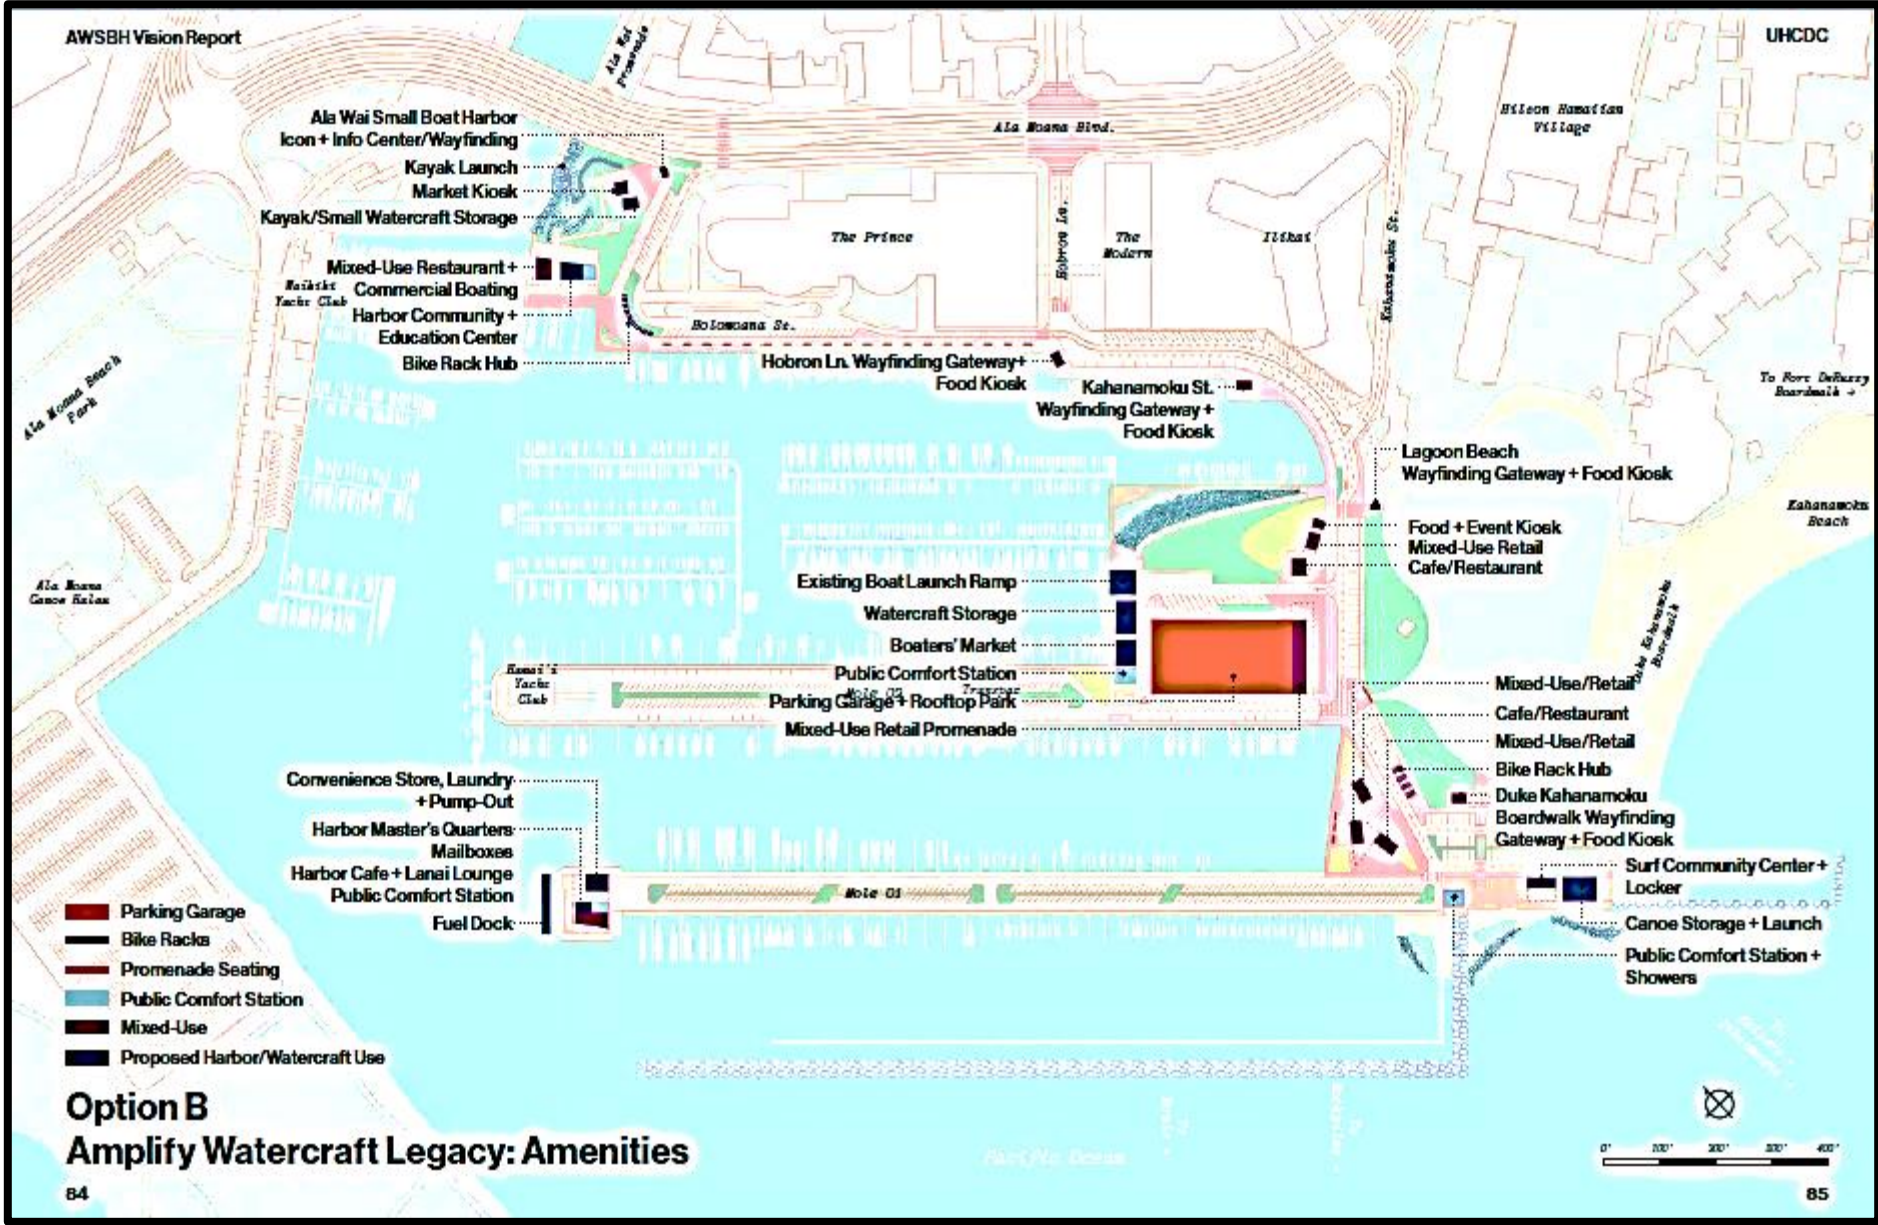 AWSBH Vision Report
UHCDC
Ala Wai
Promenade
Ala Moana Blvd.
Hilton Hawaiian
Village
Ala Wai Small Boat Harbor
Icon + Info Center/Wayfinding
Kayak Launch
Market Kiosk
Kayak/Small Watercraft Storage
Mixed-Use Restaurant +
Commercial Boating
Harbor Community +
Education Center
Bike Rack Hub
Waikiki
Yacht Club
The Prince
Hobron Ln.
The
Modern
Ilikai
Kahanamoku St.
Holomoana St.
Hobron Ln. Wayfinding Gateway+
Food Kiosk
Kahanamoku St.
Wayfinding Gateway +
Food Kiosk
To Fort DeRussy
Boardwalk →
Ala Moana Beach
Park
Lagoon Beach
Wayfinding Gateway + Food Kiosk
Kahanamoku
Beach
Food + Event Kiosk
Mixed-Use Retail
Cafe/Restaurant
Ala Moana
Canoe Halau
Existing Boat Launch Ramp
Watercraft Storage
Boaters' Market
Public Comfort Station
Parking Garage + Rooftop Park
Mixed-Use Retail Promenade
Hawai'i
Yacht
Club
Duke Kahanamoku
Boardwalk
Mixed-Use/Retail
Cafe/Restaurant
Mixed-Use/Retail
Bike Rack Hub
Duke Kahanamoku
Boardwalk Wayfinding
Gateway + Food Kiosk
Convenience Store, Laundry
+ Pump-Out
Harbor Master's Quarters
Mailboxes
Harbor Cafe + Lanai Lounge
Public Comfort Station
Fuel Dock
Mole 01
Surf Community Center +
Locker
Canoe Storage + Launch
Public Comfort Station +
Showers
Parking Garage
Bike Racks
Promenade Seating
Public Comfort Station
Mixed-Use
Proposed Harbor/Watercraft Use
Pacific Ocean
Option B
Amplify Watercraft Legacy: Amenities
0' 100' 200' 300' 400'
84
85